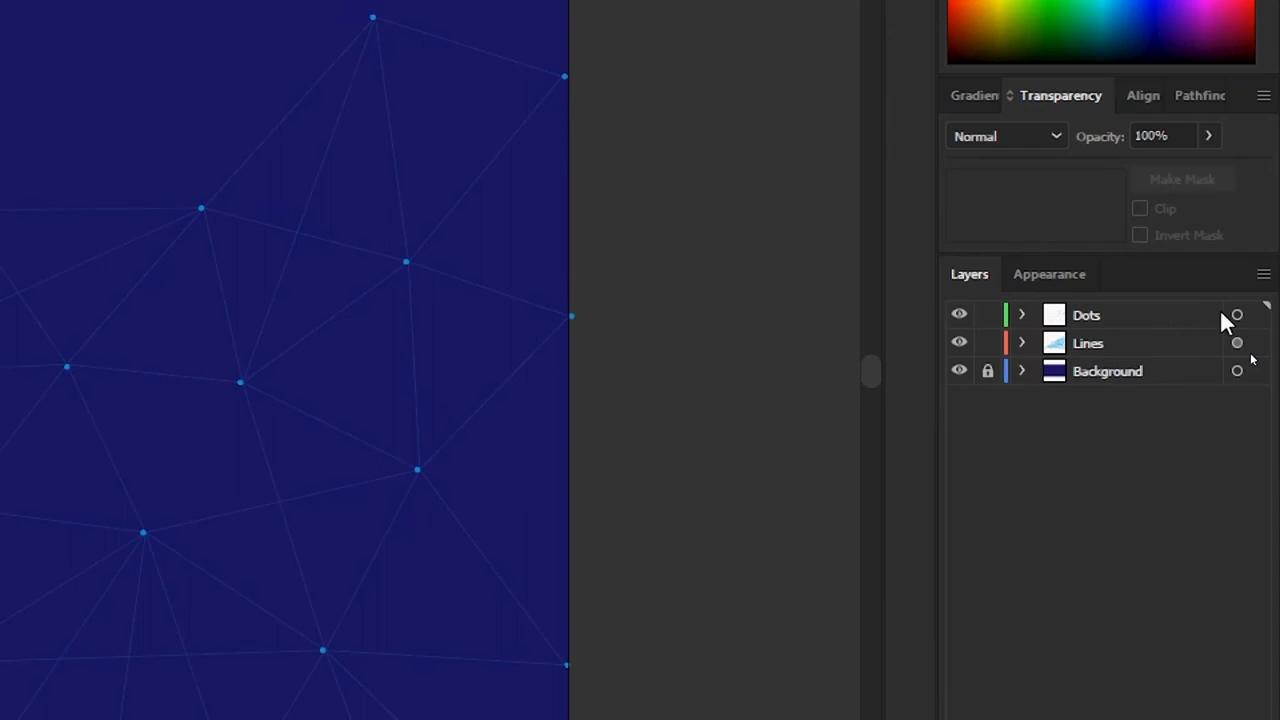 Gradien Transparency Align Pathfinc
Normal Opacity: 100%
Make Mask
Clip
Invert Mask
Layers Appearance
Dots
Lines
Background